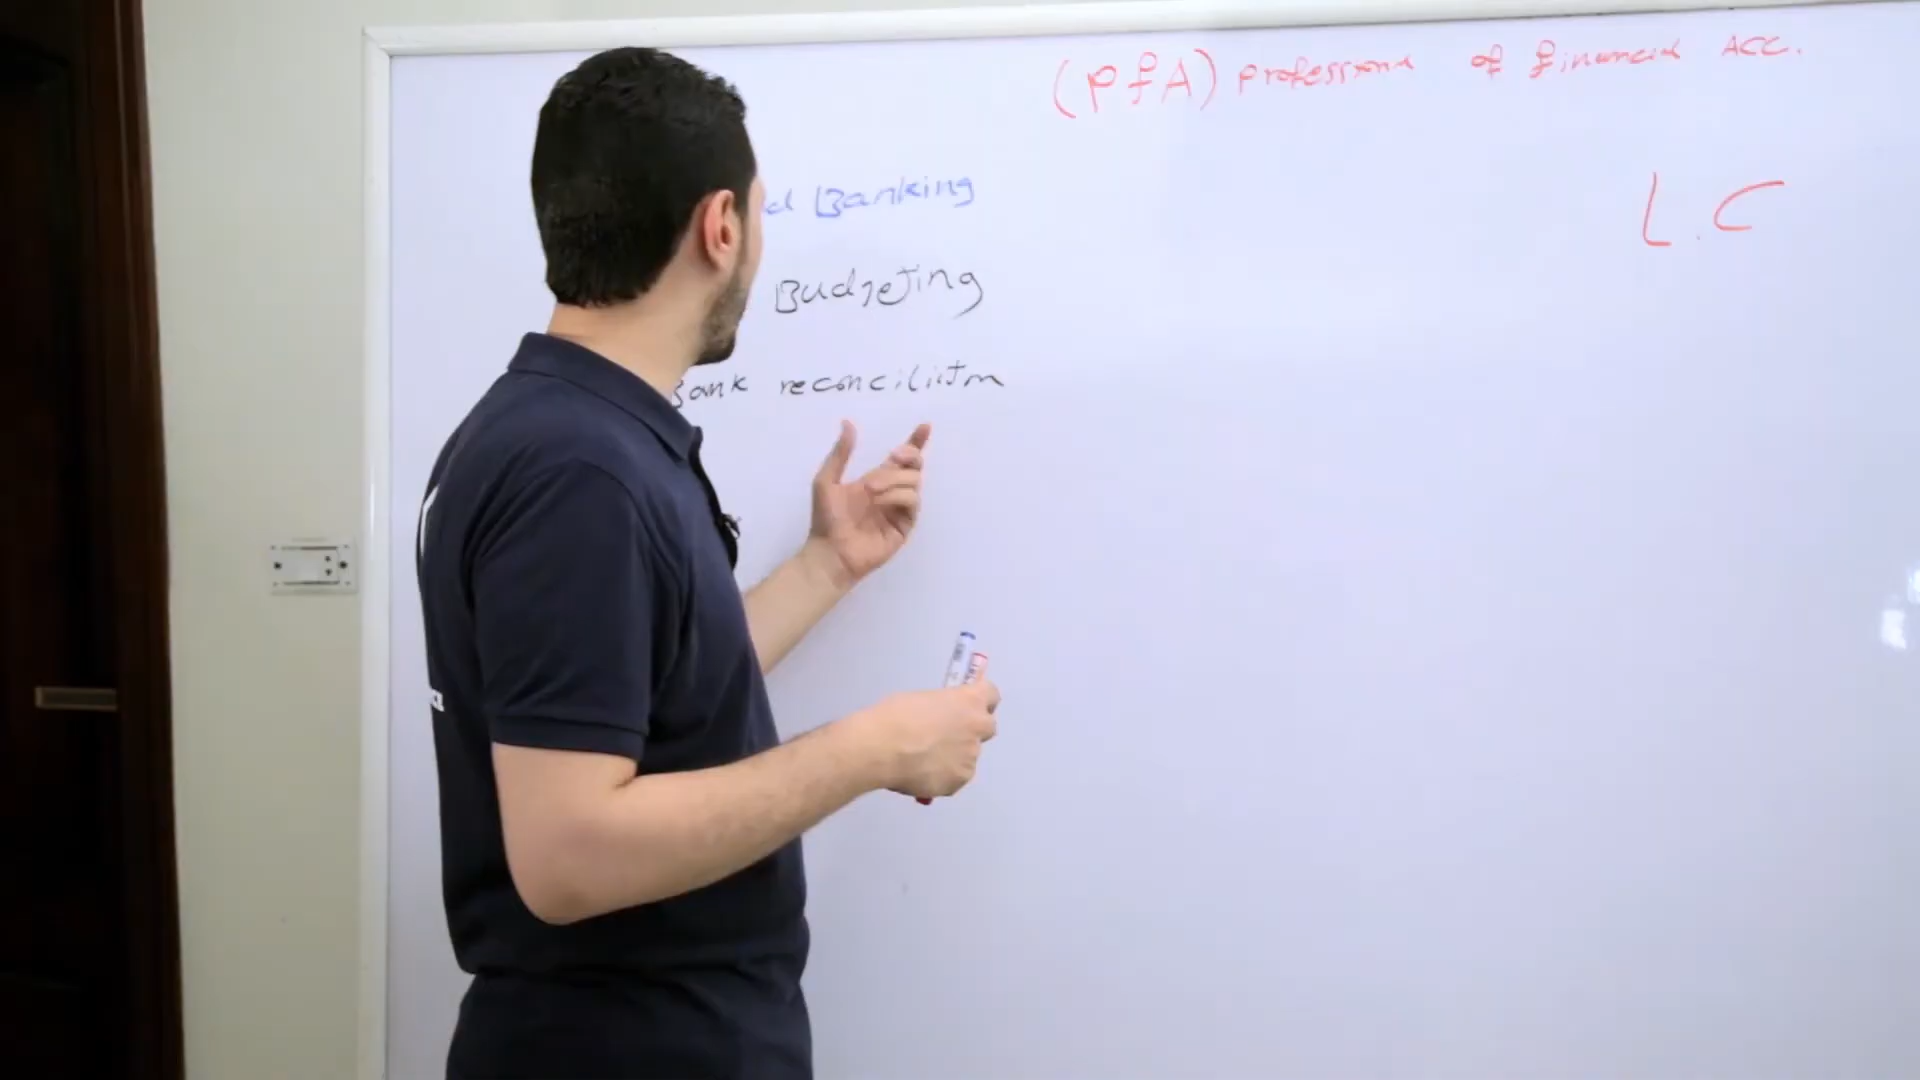 (PfA) professional of financial ACC.
L.C
Banking
Budgeting
Bank reconciliation